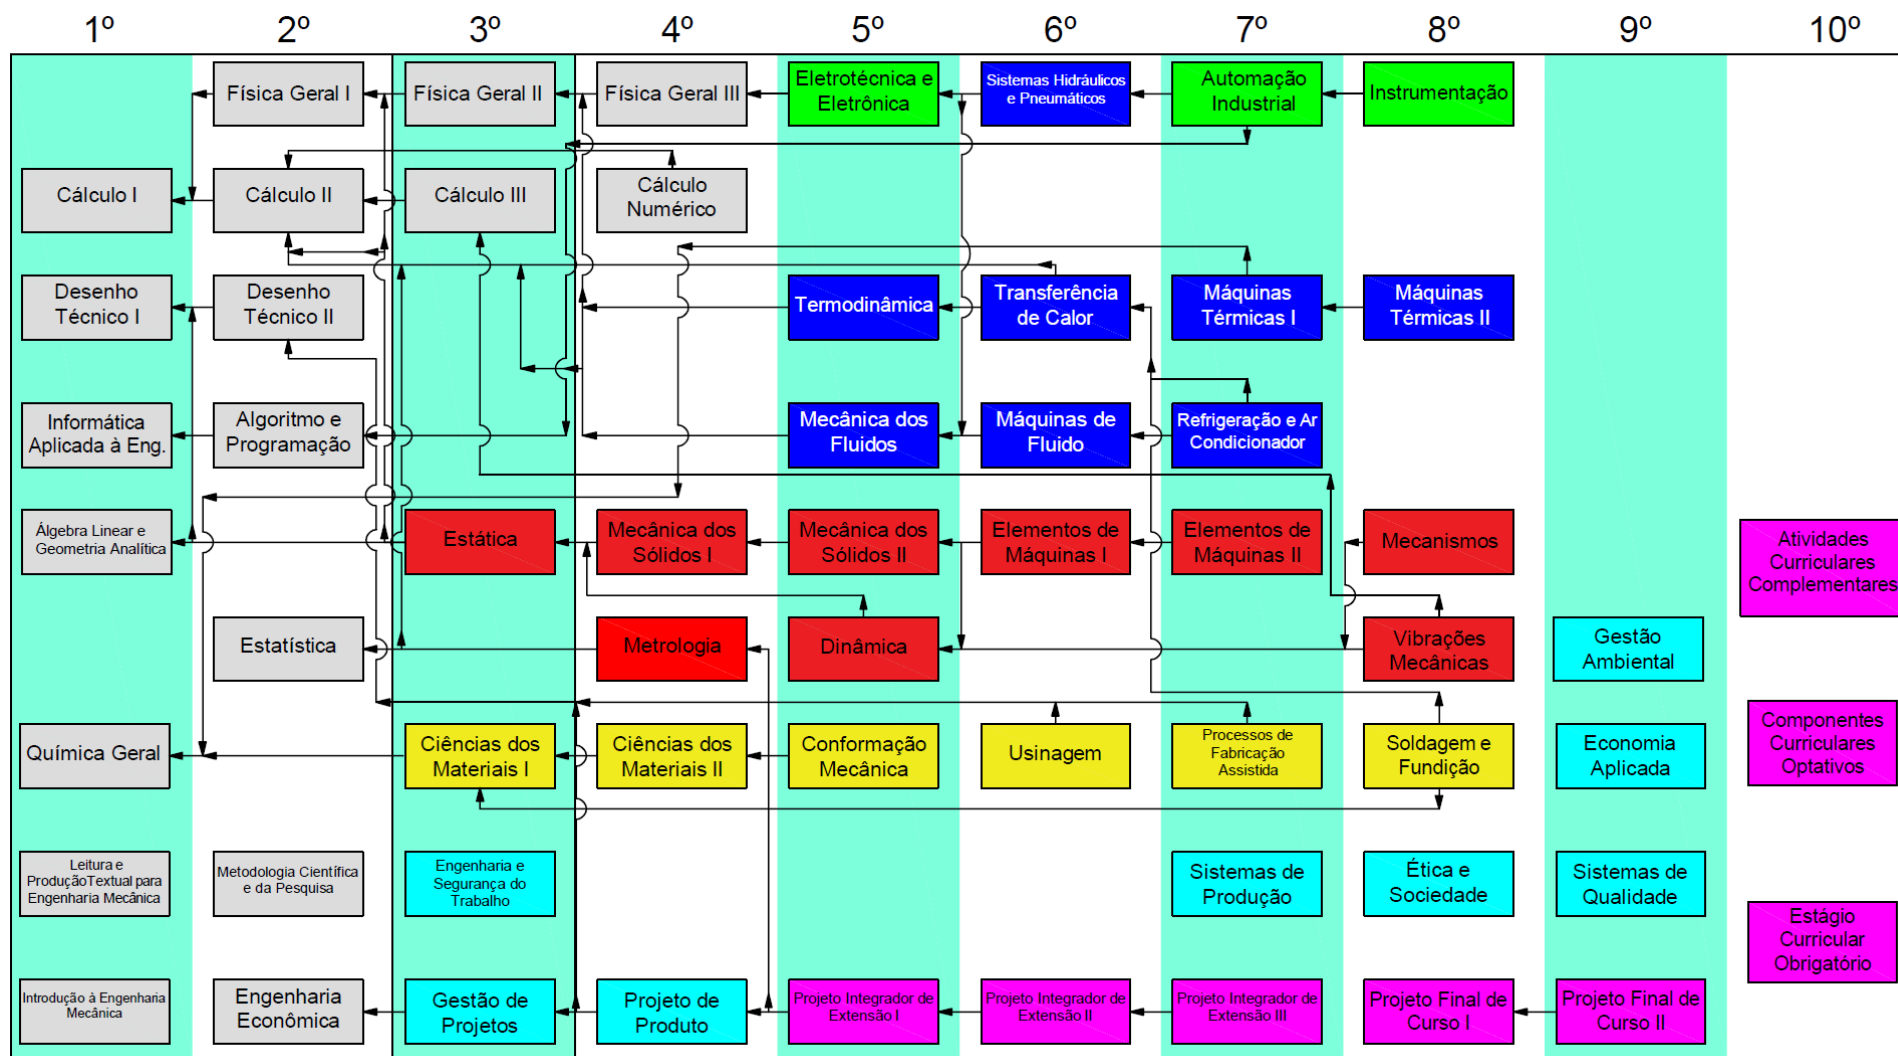 1º 2º 3º 4º 5º 6º 7º 8º 9º 10º
Física Geral I
Física Geral II
Física Geral III
Eletrotécnica e
Eletrônica
Sistemas Hidráulicos
e Pneumáticos
Automação
Industrial
Instrumentação
Cálculo I
Cálculo II
Cálculo III
Cálculo
Numérico
Desenho
Técnico I
Desenho
Técnico II
Termodinâmica
Transferência
de Calor
Máquinas
Térmicas I
Máquinas
Térmicas II
Informática
Aplicada à Eng.
Algoritmo e
Programação
Mecânica dos
Fluidos
Máquinas de
Fluido
Refrigeração e Ar
Condicionador
Álgebra Linear e
Geometria Analítica
Estática
Mecânica dos
Sólidos I
Mecânica dos
Sólidos II
Elementos de
Máquinas I
Elementos de
Máquinas II
Mecanismos
Atividades
Curriculares
Complementares
Estatística
Metrologia
Dinâmica
Vibrações
Mecânicas
Gestão
Ambiental
Química Geral
Ciências dos
Materiais I
Ciências dos
Materiais II
Conformação
Mecânica
Usinagem
Processos de
Fabricação
Assistida
Soldagem e
Fundição
Economia
Aplicada
Componentes
Curriculares
Optativos
Leitura e
ProduçãoTextual para
Engenharia Mecânica
Metodologia Científica
e da Pesquisa
Engenharia e
Segurança do
Trabalho
Sistemas de
Produção
Ética e
Sociedade
Sistemas de
Qualidade
Estágio
Curricular
Obrigatório
Introdução à Engenharia
Mecânica
Engenharia
Econômica
Gestão de
Projetos
Projeto de
Produto
Projeto Integrador de
Extensão I
Projeto Integrador de
Extensão II
Projeto Integrador de
Extensão III
Projeto Final de
Curso I
Projeto Final de
Curso II